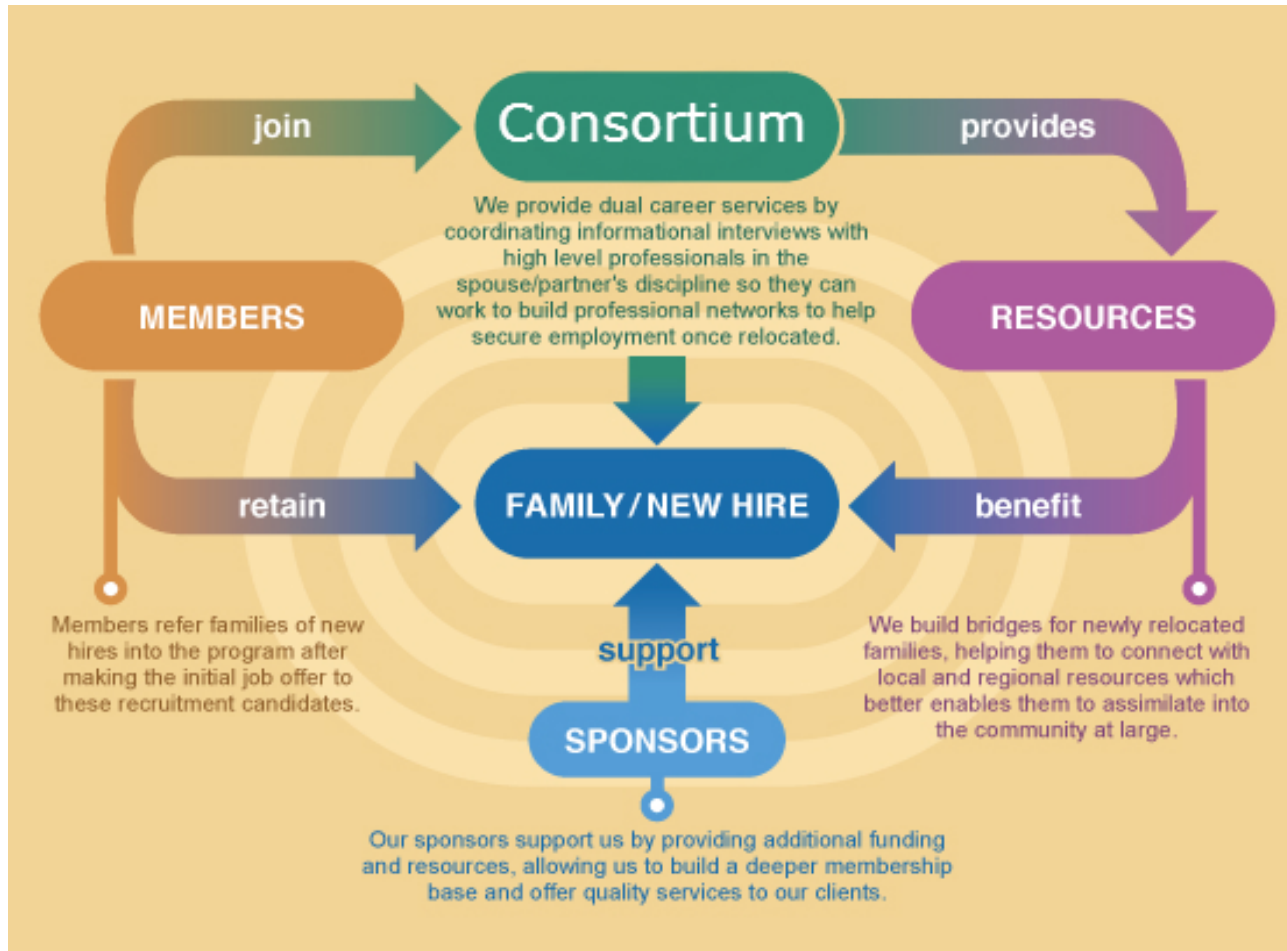 join
Consortium
provides
We provide dual career services by
coordinating informational interviews with
high level professionals in the
spouse/partner's discipline so they can
work to build professional networks to help
secure employment once relocated.
MEMBERS
RESOURCES
retain
FAMILY / NEW HIRE
benefit
Members refer families of new
hires into the program after
making the initial job offer to
these recruitment candidates.
support
SPONSORS
We build bridges for newly relocated
families, helping them to connect with
local and regional resources which
better enables them to assimilate into
the community at large.
Our sponsors support us by providing additional funding
and resources, allowing us to build a deeper membership
base and offer quality services to our clients.